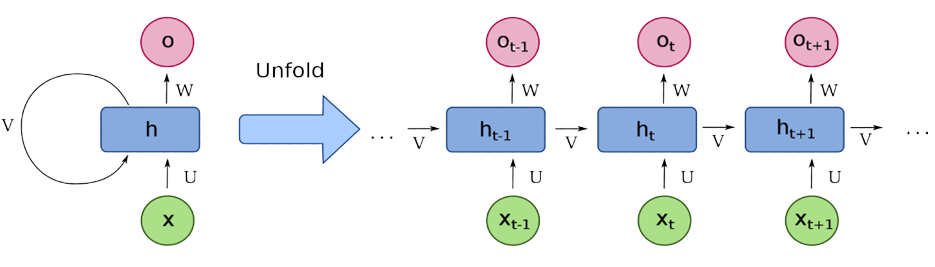 o
W
V
h
U
x
Unfold
...
V
o_{t-1}
W
h_{t-1}
U
x_{t-1}
V
o_t
W
h_t
U
x_t
V
o_{t+1}
W
h_{t+1}
U
x_{t+1}
V
...